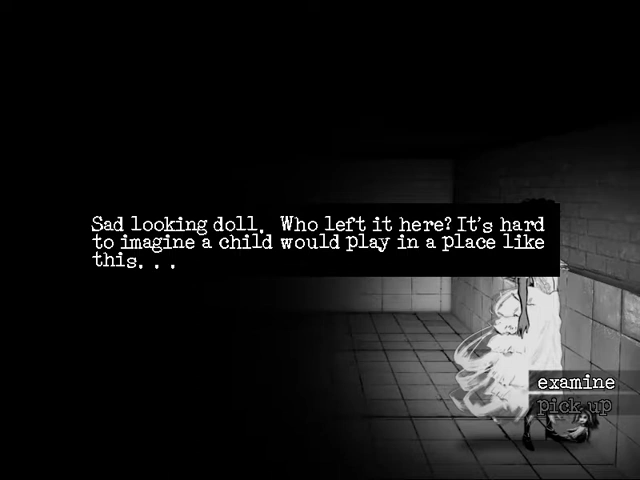 Sad looking doll. Who left it here? It's hard
to imagine a child would play in a place like
this. . .
examine
pick up